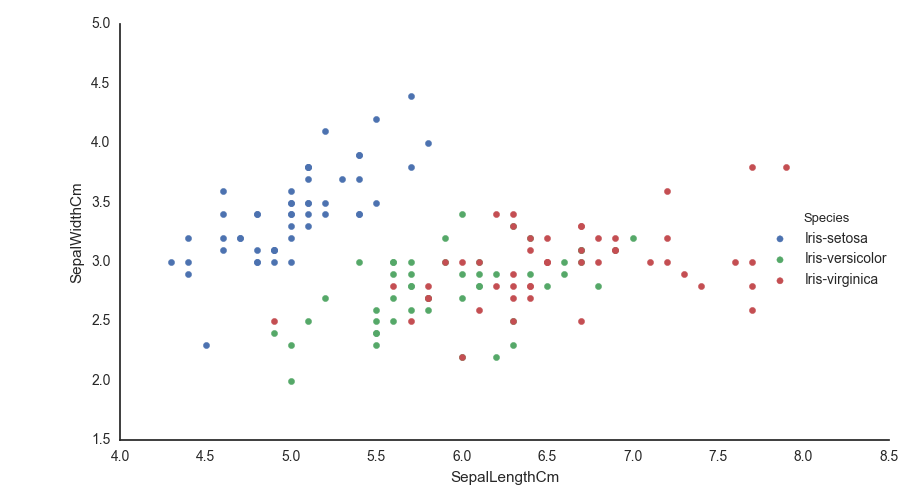 5.0
4.5
4.0
3.5
3.0
2.5
2.0
1.5
SepalWidthCm
4.0 4.5 5.0 5.5 6.0 6.5 7.0 7.5 8.0 8.5
SepalLengthCm
Species
Iris-setosa
Iris-versicolor
Iris-virginica